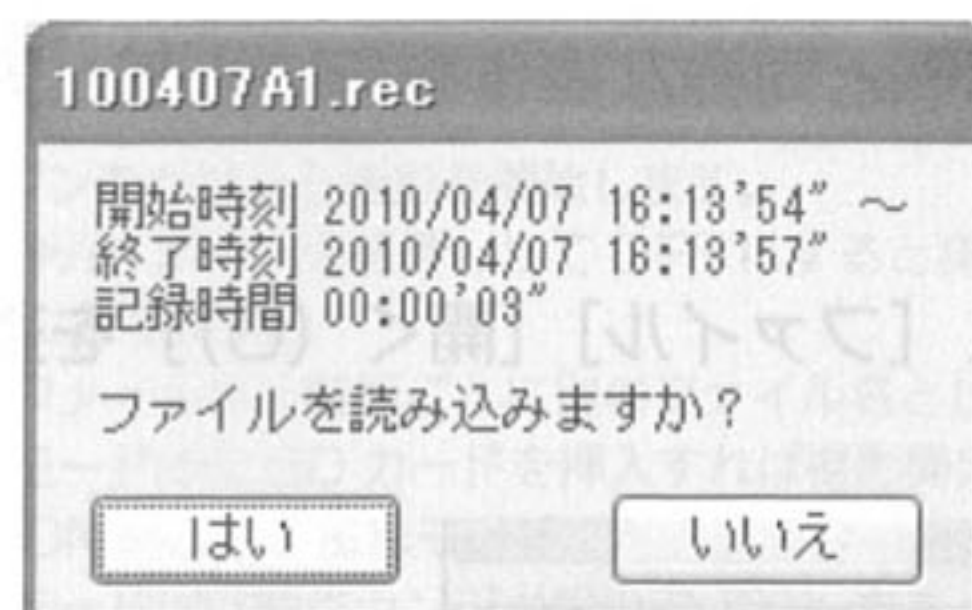 100407A1.rec
開始時刻 2010/04/07 16:13'54" ～
終了時刻 2010/04/07 16:13'57"
記録時間 00:00'03"
ファイルを読み込みますか？
はい
いいえ